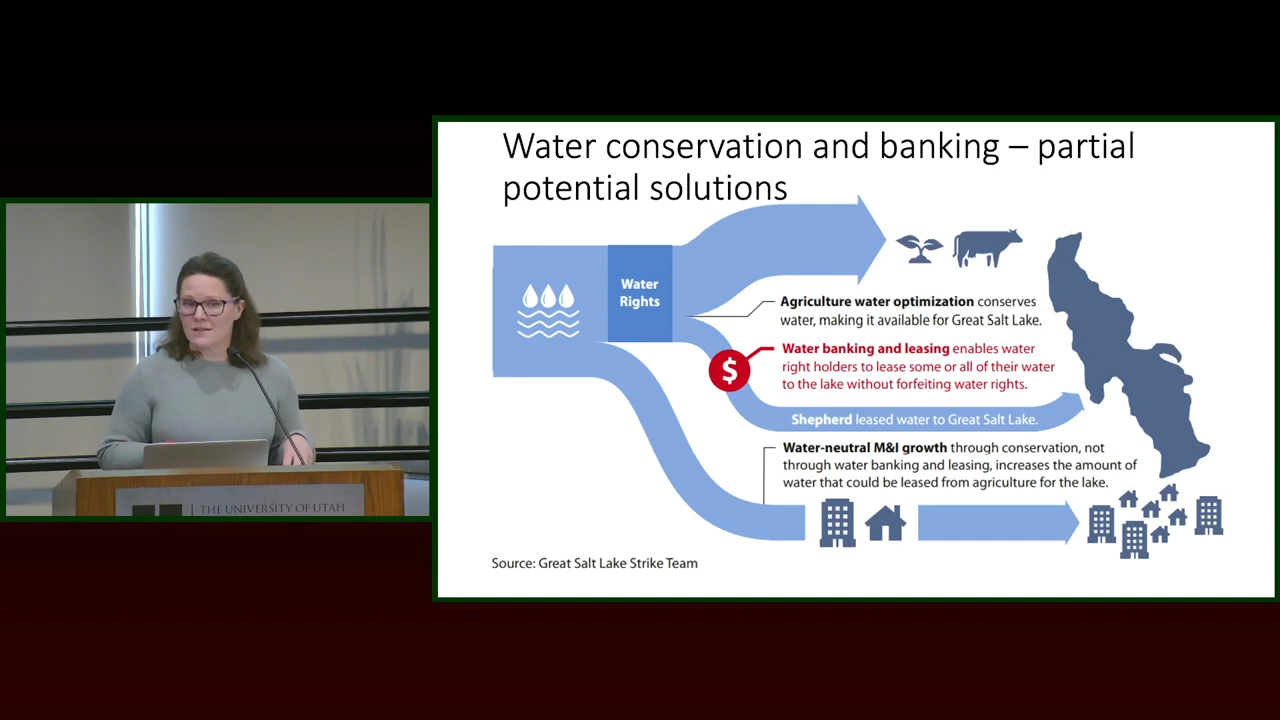 Water conservation and banking – partial
potential solutions
Water
Rights
Agriculture water optimization conserves
water, making it available for Great Salt Lake.
$
Water banking and leasing enables water
right holders to lease some or all of their water
to the lake without forfeiting water rights.
Shepherd leased water to Great Salt Lake.
Water-neutral M&I growth through conservation, not
through water banking and leasing, increases the amount of
water that could be leased from agriculture for the lake.
Source: Great Salt Lake Strike Team
THE UNIVERSITY OF UTAH